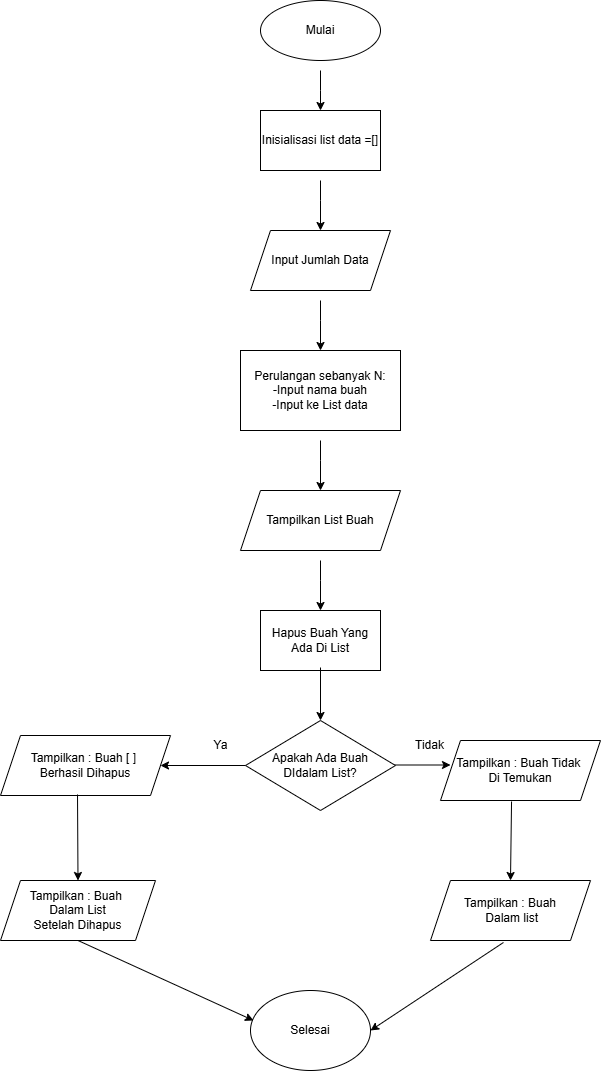 Mulai
Inisialisasi list data =[]
Input Jumlah Data
Perulangan sebanyak N:
-Input nama buah
-Input ke List data
Tampilkan List Buah
Hapus Buah Yang
Ada Di List
Apakah Ada Buah
DIdalam List?
Ya
Tidak
Tampilkan : Buah [ ]
Berhasil Dihapus
Tampilkan : Buah Tidak
Di Temukan
Tampilkan : Buah
Dalam List
Setelah Dihapus
Tampilkan : Buah
Dalam list
Selesai